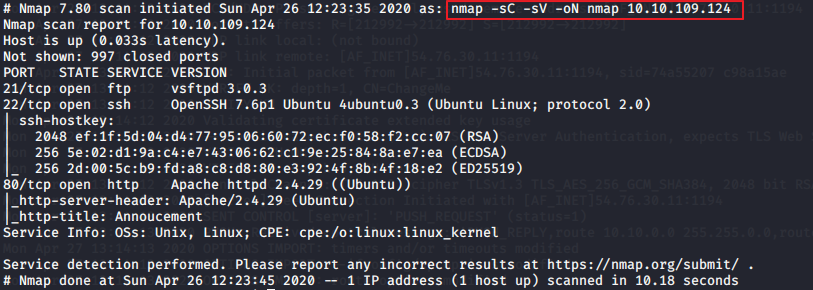 # Nmap 7.80 scan initiated Sun Apr 26 12:23:35 2020 as: nmap -sC -sV -oN nmap 10.10.109.124
Nmap scan report for 10.10.109.124
Host is up (0.033s latency).
Not shown: 997 closed ports
PORT   STATE SERVICE VERSION
21/tcp open  ftp     vsftpd 3.0.3
22/tcp open  ssh     OpenSSH 7.6p1 Ubuntu 4ubuntu0.3 (Ubuntu Linux; protocol 2.0)
| ssh-hostkey:
|   2048 ef:1f:5d:04:d4:77:95:06:60:72:ec:f0:58:f2:cc:07 (RSA)
|   256 5e:02:d1:9a:c4:e7:43:06:62:c1:9e:25:84:8a:e7:ea (ECDSA)
|_  256 2d:00:5c:b9:fd:a8:c8:d8:80:e3:92:4f:8b:4f:18:e2 (ED25519)
80/tcp open  http    Apache httpd 2.4.29 ((Ubuntu))
|_http-server-header: Apache/2.4.29 (Ubuntu)
|_http-title: Annoucement
Service Info: OSs: Unix, Linux; CPE: cpe:/o:linux:linux_kernel
Service detection performed. Please report any incorrect results at https://nmap.org/submit/ .
# Nmap done at Sun Apr 26 12:23:45 2020 -- 1 IP address (1 host up) scanned in 10.18 seconds